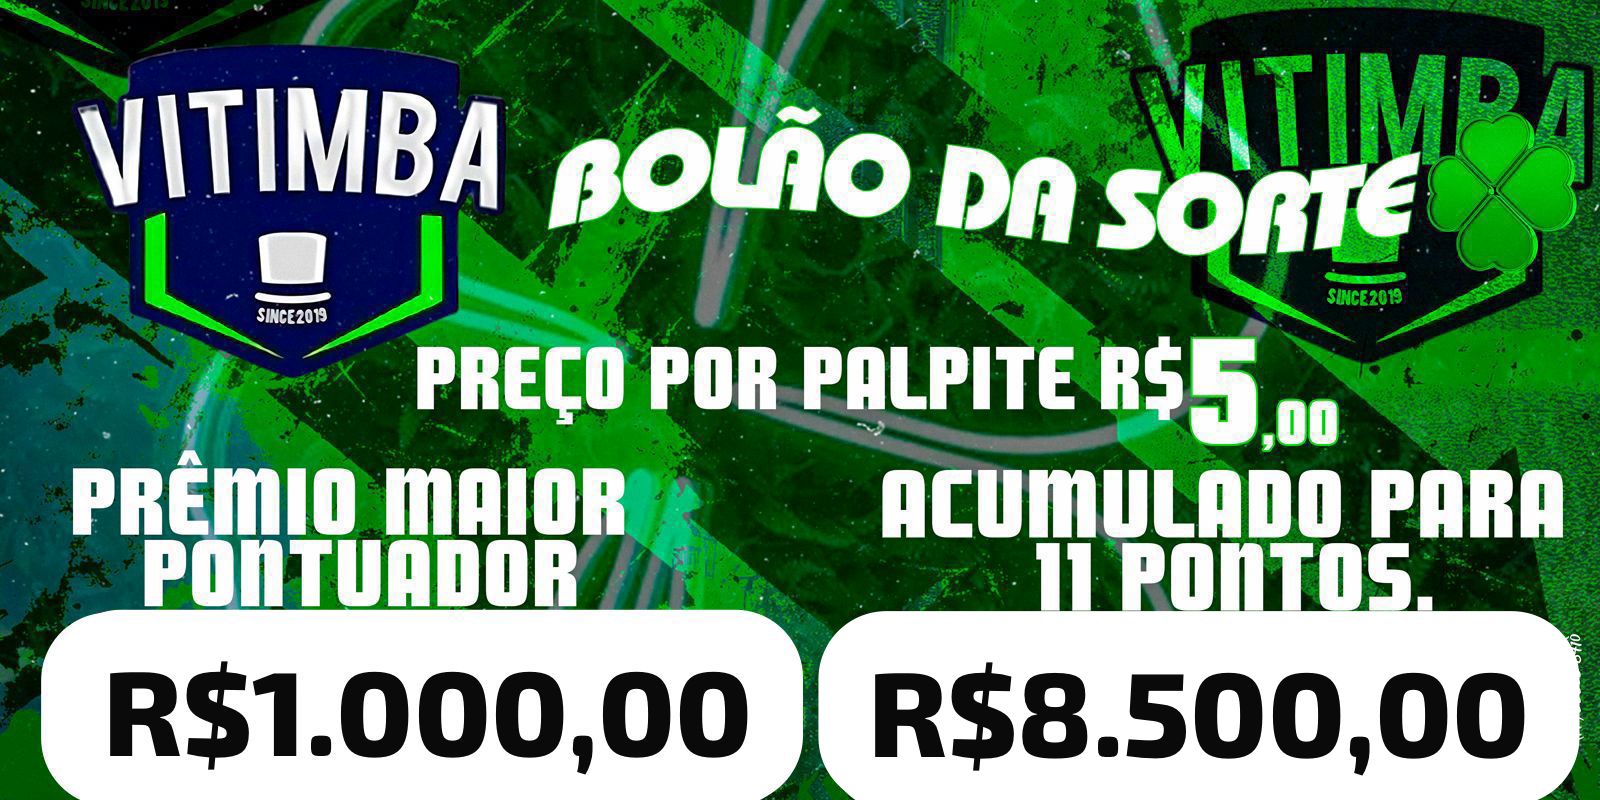 SINCE2019
VITIMBA
SINCE2019
BOLÃO DA SORTE
VITIMBA
SINCE2019
PREÇO POR PALPITE R$5,00
PRÊMIO MAIOR
PONTUADOR
R$1.000,00
ACUMULADO PARA
11 PONTOS.
R$8.500,00